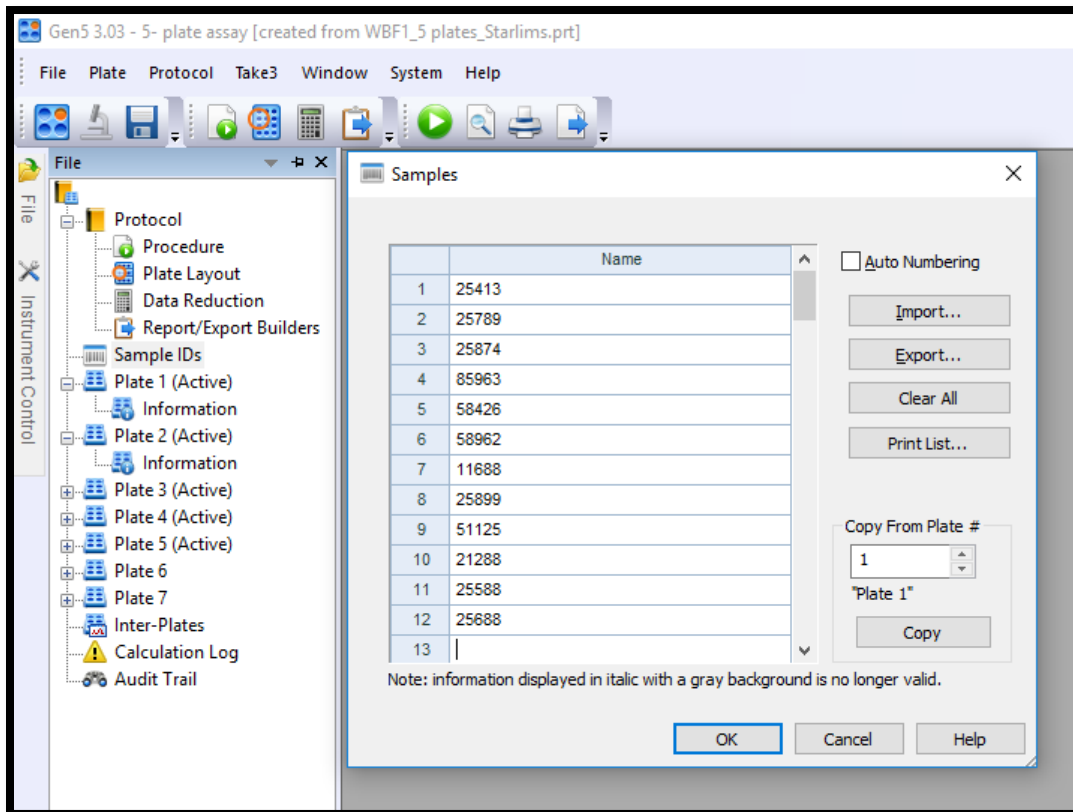 Gen5 3.03 - 5- plate assay [created from WBF1_5 plates_Starlims.prt]
File Plate Protocol Take3 Window System Help
File
Instrument Control
File
Protocol
Procedure
Plate Layout
Data Reduction
Report/Export Builders
Sample IDs
Plate 1 (Active)
Information
Plate 2 (Active)
Information
Plate 3 (Active)
Plate 4 (Active)
Plate 5 (Active)
Plate 6
Plate 7
Inter-Plates
Calculation Log
Audit Trail
Samples
Name
1 25413
2 25789
3 25874
4 85963
5 58426
6 58962
7 11688
8 25899
9 51125
10 21288
11 25588
12 25688
13
Auto Numbering
Import...
Export...
Clear All
Print List...
Copy From Plate #
1
"Plate 1"
Copy
Note: information displayed in italic with a gray background is no longer valid.
OK Cancel Help